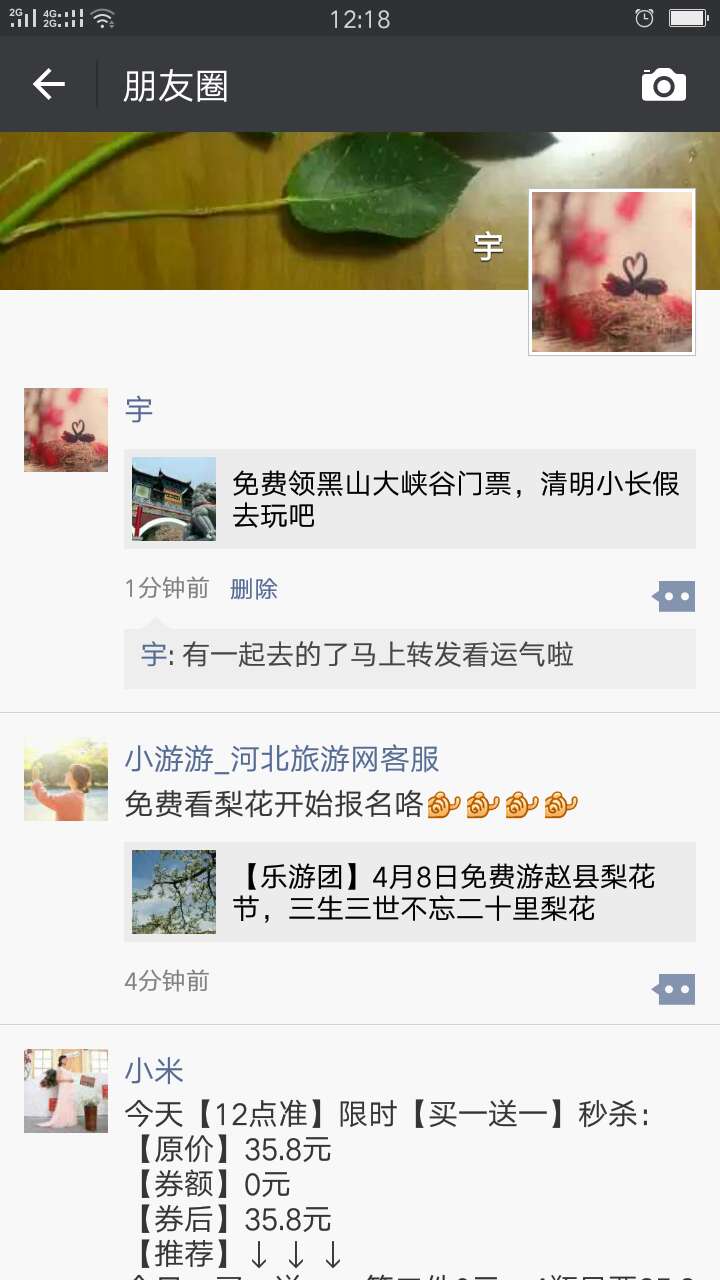 2G 4G 2G 12:18
朋友圈
宇
宇
免费领黑山大峡谷门票，清明小长假
去玩吧
1分钟前 删除
宇: 有一起去的了马上转发看运气啦
小游游_河北旅游网客服
免费看梨花开始报名咯
【乐游团】4月8日免费游赵县梨花
节，三生三世不忘二十里梨花
4分钟前
小米
今天【12点准】限时【买一送一】秒杀：
【原价】35.8元
【券额】0元
【券后】35.8元
【推荐】↓ ↓ ↓